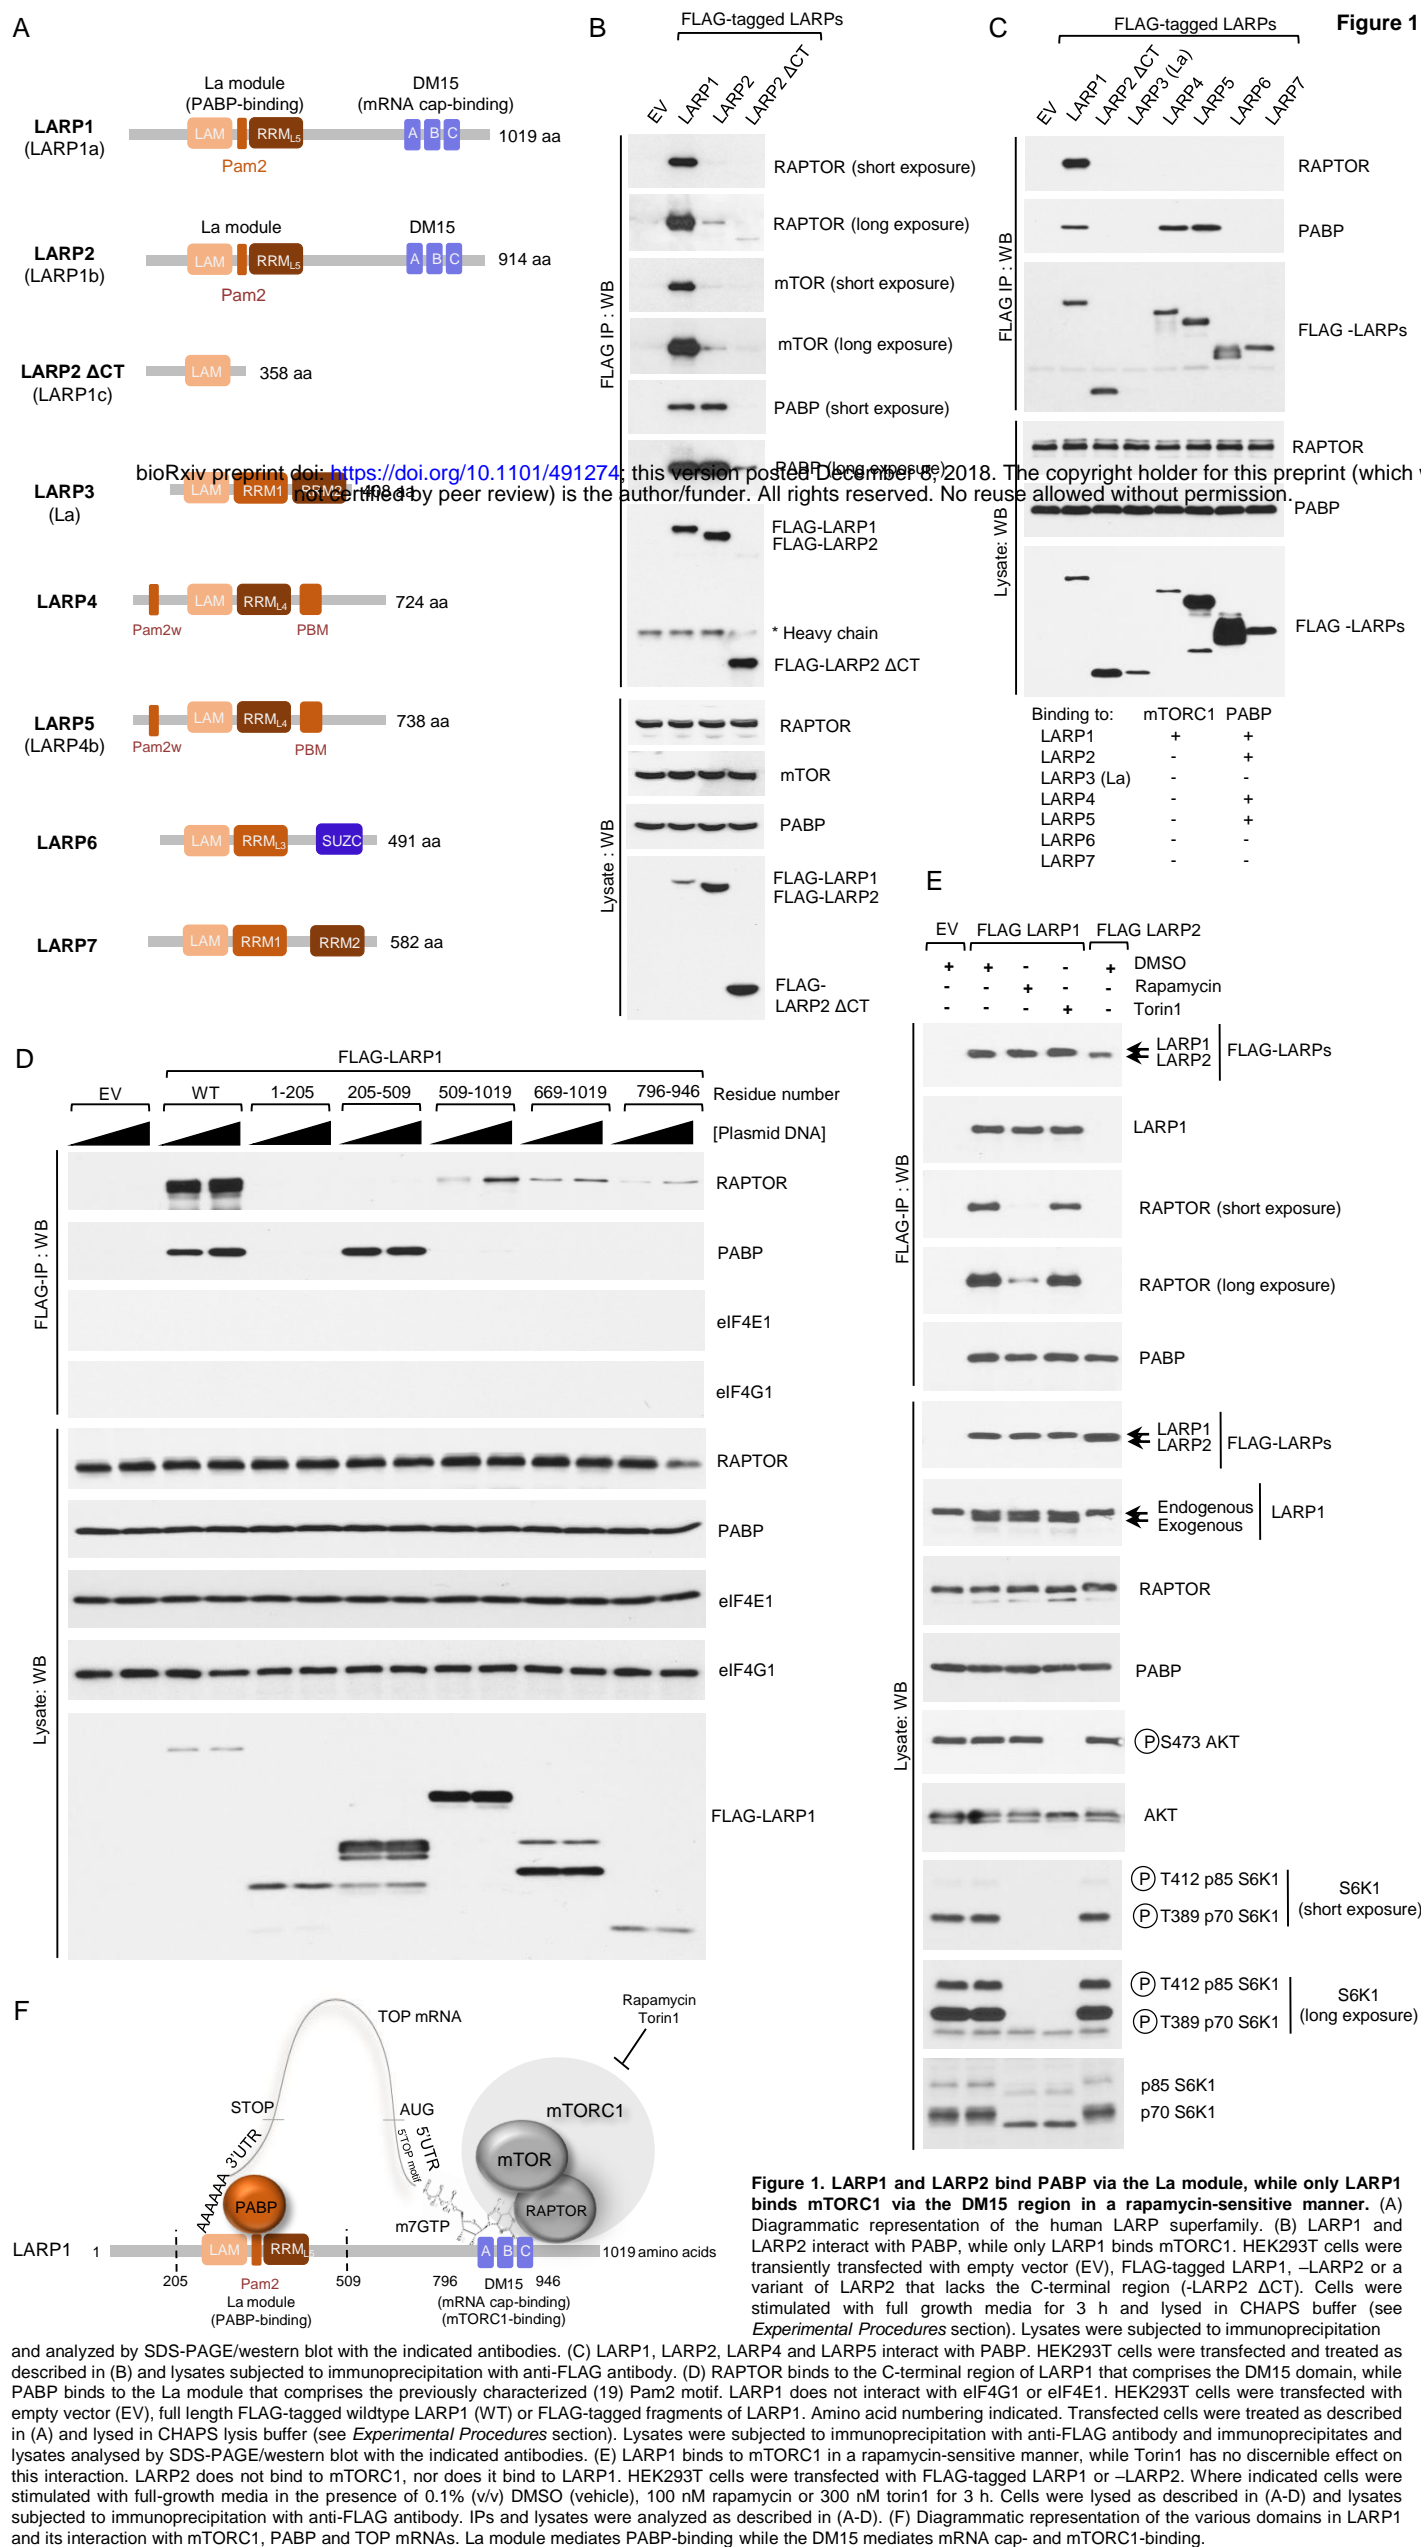 Figure 1
A
La module
(PABP-binding)
DM15
(mRNA cap-binding)
LARP1
(LARP1a)
LAM
RRML5
A B C
1019 aa
Pam2
La module
DM15
LARP2
(LARP1b)
LAM
RRML5
A B C
914 aa
Pam2
LARP2 ΔCT
(LARP1c)
LAM
358 aa
LARP3
(La)
LAM
RRM1
RRM2
408 aa
LARP4
LAM
RRML4
724 aa
Pam2w
PBM
LARP5
(LARP4b)
LAM
RRML4
738 aa
Pam2w
PBM
LARP6
LAM
RRML3
SUZC
491 aa
LARP7
LAM
RRM1
RRM2
582 aa
bioRxiv preprint doi: https://doi.org/10.1101/491274; this version posted December 8, 2018. The copyright holder for this preprint (which
not certified by peer review) is the author/funder. All rights reserved. No reuse allowed without permission.
B
FLAG-tagged LARPs
EV
LARP1
LARP2
LARP2 ΔCT
FLAG IP : WB
RAPTOR (short exposure)
RAPTOR (long exposure)
mTOR (short exposure)
mTOR (long exposure)
PABP (short exposure)
PABP (long exposure)
FLAG-LARP1
FLAG-LARP2
* Heavy chain
FLAG-LARP2 ΔCT
Lysate : WB
RAPTOR
mTOR
PABP
FLAG-LARP1
FLAG-LARP2
FLAG-
LARP2 ΔCT
C
FLAG-tagged LARPs
EV
LARP1
LARP2 ΔCT
LARP3 (La)
LARP4
LARP5
LARP6
LARP7
FLAG IP : WB
RAPTOR
PABP
FLAG -LARPs
Lysate: WB
RAPTOR
PABP
FLAG -LARPs
Binding to: mTORC1 PABP
LARP1 + +
LARP2 - +
LARP3 (La) - -
LARP4 - +
LARP5 - +
LARP6 - -
LARP7 - -
D
FLAG-LARP1
EV WT 1-205 205-509 509-1019 669-1019 796-946 Residue number
[Plasmid DNA]
FLAG-IP : WB
RAPTOR
PABP
eIF4E1
eIF4G1
Lysate: WB
RAPTOR
PABP
eIF4E1
eIF4G1
FLAG-LARP1
E
EV FLAG LARP1 FLAG LARP2
+ + - - + DMSO
- - + - - Rapamycin
- - - + - Torin1
FLAG-IP : WB
LARP1
LARP2
FLAG-LARPs
LARP1
RAPTOR (short exposure)
RAPTOR (long exposure)
PABP
Lysate: WB
LARP1
LARP2
FLAG-LARPs
Endogenous
Exogenous
LARP1
RAPTOR
PABP
P S473 AKT
AKT
P T412 p85 S6K1
P T389 p70 S6K1
S6K1
(short exposure)
P T412 p85 S6K1
P T389 p70 S6K1
S6K1
(long exposure)
p85 S6K1
p70 S6K1
F
TOP mRNA
Rapamycin
Torin1
STOP
AUG
3'UTR
5'UTR
5'TOP motif
AAAAA
mTORC1
mTOR
RAPTOR
PABP
m7GTP
LARP1 1
LAM
RRML5
A B C
1019 amino acids
205
Pam2
509
796
DM15
946
La module
(PABP-binding)
(mRNA cap-binding)
(mTORC1-binding)
Figure 1. LARP1 and LARP2 bind PABP via the La module, while only LARP1
binds mTORC1 via the DM15 region in a rapamycin-sensitive manner. (A)
Diagrammatic representation of the human LARP superfamily. (B) LARP1 and
LARP2 interact with PABP, while only LARP1 binds mTORC1. HEK293T cells were
transiently transfected with empty vector (EV), FLAG-tagged LARP1, –LARP2 or a
variant of LARP2 that lacks the C-terminal region (-LARP2 ΔCT). Cells were
stimulated with full growth media for 3 h and lysed in CHAPS buffer (see
Experimental Procedures section). Lysates were subjected to immunoprecipitation
and analyzed by SDS-PAGE/western blot with the indicated antibodies. (C) LARP1, LARP2, LARP4 and LARP5 interact with PABP. HEK293T cells were transfected and treated as
described in (B) and lysates subjected to immunoprecipitation with anti-FLAG antibody. (D) RAPTOR binds to the C-terminal region of LARP1 that comprises the DM15 domain, while
PABP binds to the La module that comprises the previously characterized (19) Pam2 motif. LARP1 does not interact with eIF4G1 or eIF4E1. HEK293T cells were transfected with
empty vector (EV), full length FLAG-tagged wildtype LARP1 (WT) or FLAG-tagged fragments of LARP1. Amino acid numbering indicated. Transfected cells were treated as described
in (A) and lysed in CHAPS lysis buffer (see Experimental Procedures section). Lysates were subjected to immunoprecipitation with anti-FLAG antibody and immunoprecipitates and
lysates analysed by SDS-PAGE/western blot with the indicated antibodies. (E) LARP1 binds to mTORC1 in a rapamycin-sensitive manner, while Torin1 has no discernible effect on
this interaction. LARP2 does not bind to mTORC1, nor does it bind to LARP1. HEK293T cells were transfected with FLAG-tagged LARP1 or –LARP2. Where indicated cells were
stimulated with full-growth media in the presence of 0.1% (v/v) DMSO (vehicle), 100 nM rapamycin or 300 nM torin1 for 3 h. Cells were lysed as described in (A-D) and lysates
subjected to immunoprecipitation with anti-FLAG antibody. IPs and lysates were analyzed as described in (A-D). (F) Diagrammatic representation of the various domains in LARP1
and its interaction with mTORC1, PABP and TOP mRNAs. La module mediates PABP-binding while the DM15 mediates mRNA cap- and mTORC1-binding.